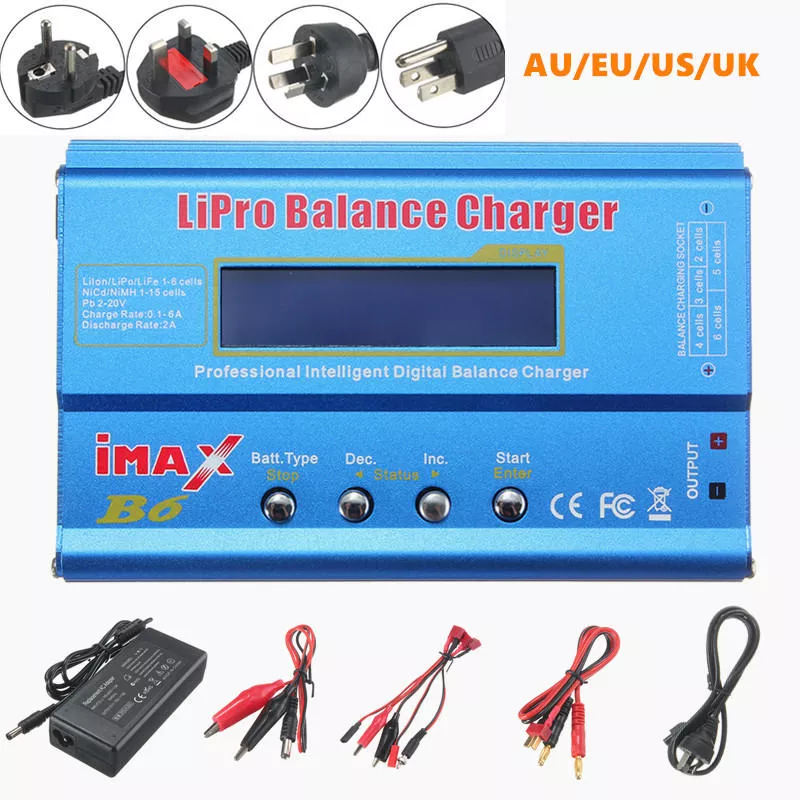 AU/EU/US/UK
LiPro Balance Charger
LiIon/LiPo/LiFe 1-6 cells
NiCd/NiMH 1-15 cells
Pb 2-20V
Charge Rate:0.1-6A
Discharge Rate:2A
Professional Intelligent Digital Balance Charger
BALANCE CHARGING SOCKET
2 cells
3 cells
4 cells
5 cells
6 cells
iMAX
B6
Batt.Type
Stop
Dec.
Inc.
◄ Status ►
Start
Enter
CE FC
OUTPUT
+
-
Replacement AC Adapter